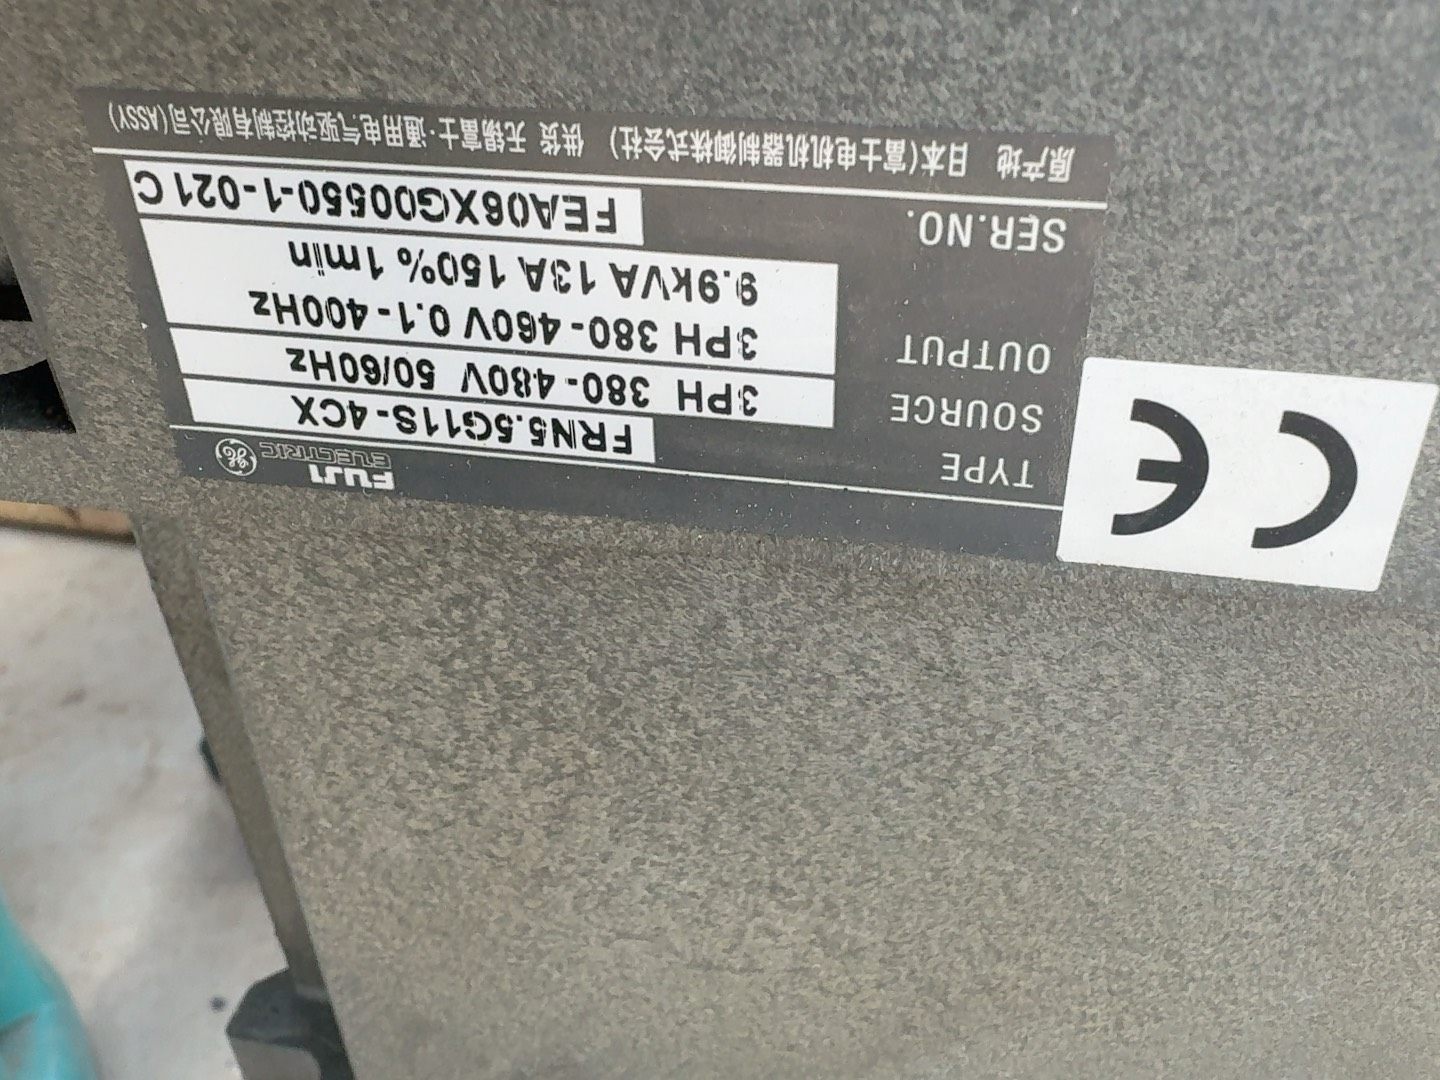 FUJI
ELECTRIC
TYPE FRN5.5G11S-4CX
SOURCE 3PH 380-480V 50/60Hz
OUTPUT 3PH 380-460V 0.1-400Hz
9.9kVA 13A 150% 1min
SER.NO. FEA06XG00550-1-021C
原产地 日本(富士电机机器制御株式会社) 供货 无锡富士·通用电气驱动控制有限公司(ASSY)
CE